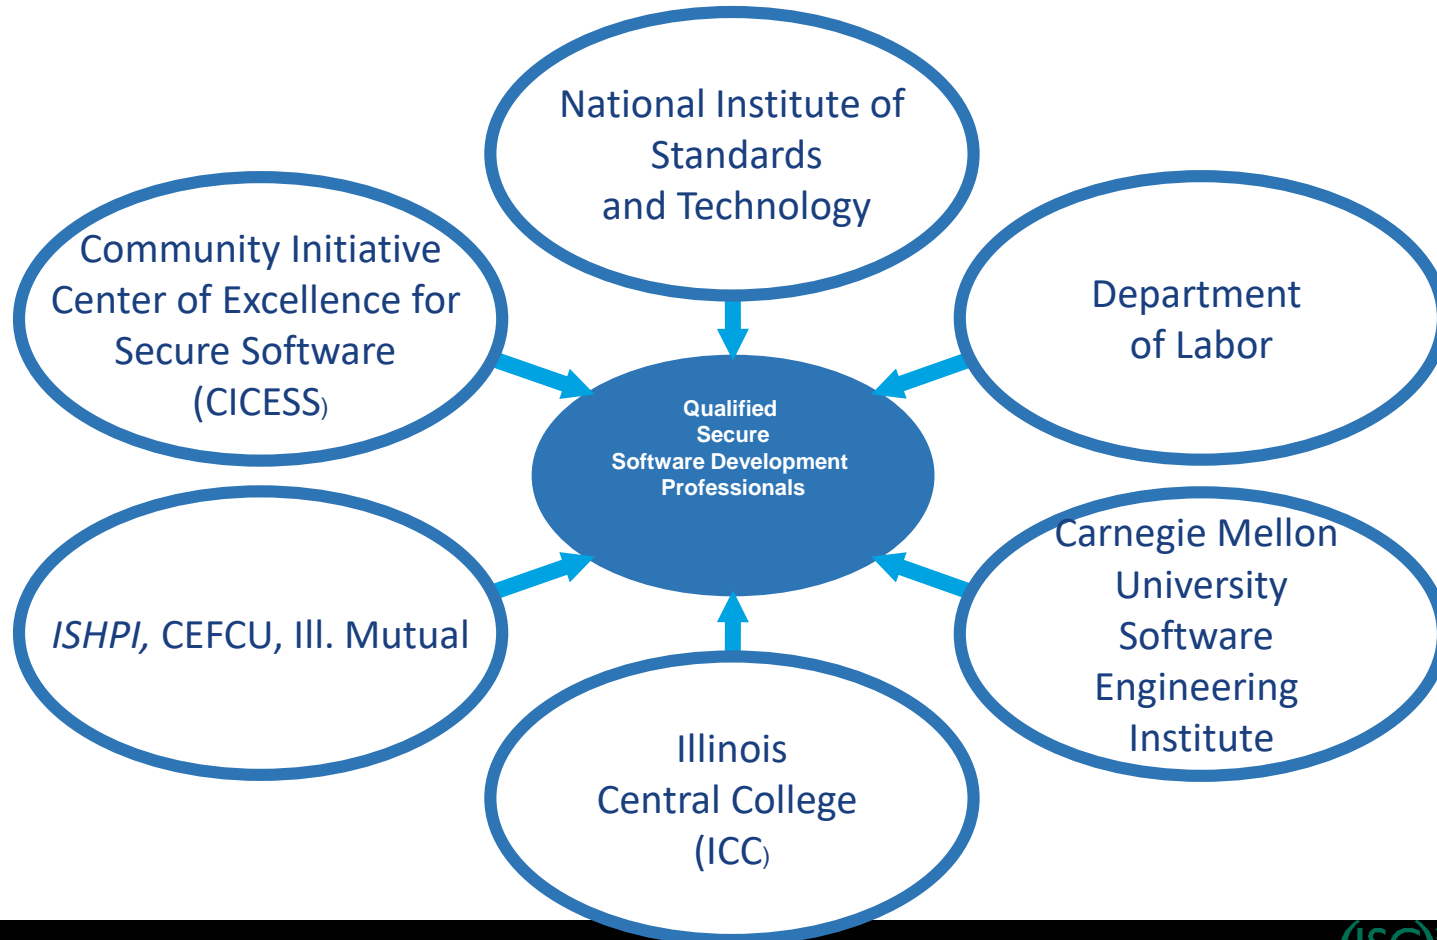 National Institute of
Standards
and Technology
Community Initiative
Center of Excellence for
Secure Software
(CICESS)
Department
of Labor
Qualified
Secure
Software Development
Professionals
ISHPI, CEFCU, Ill. Mutual
Carnegie Mellon
University
Software
Engineering
Institute
Illinois
Central College
(ICC)